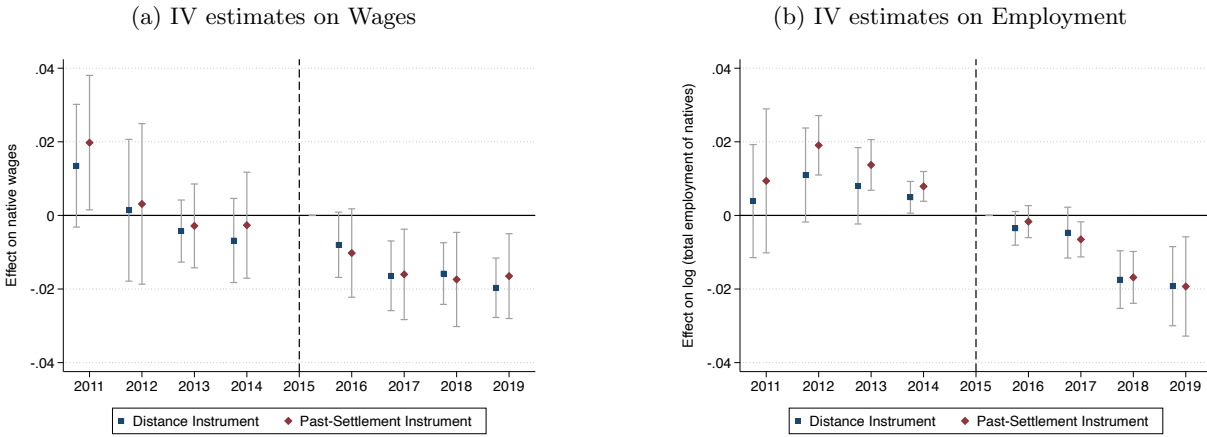 (a) IV estimates on Wages
Effect on native wages
.04
.02
0
-.02
-.04
2011 2012 2013 2014 2015 2016 2017 2018 2019
Distance Instrument Past-Settlement Instrument
(b) IV estimates on Employment
Effect on log (total employment of natives)
.04
.02
0
-.02
-.04
2011 2012 2013 2014 2015 2016 2017 2018 2019
Distance Instrument Past-Settlement Instrument